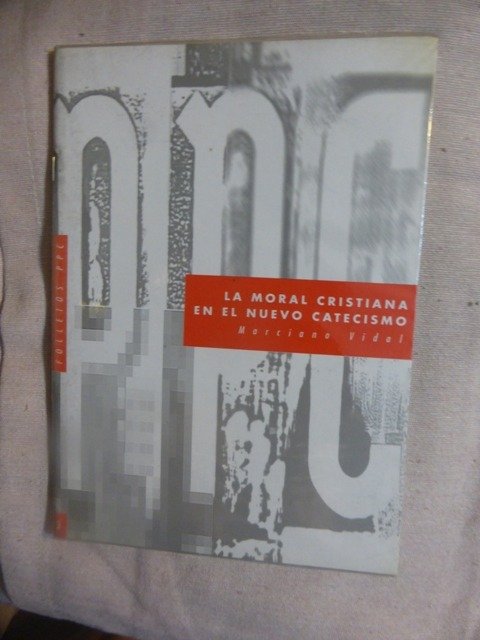 LA MORAL CRISTIANA
EN EL NUEVO CATECISMO
Marciano Vidal
FOLLETOS PPC